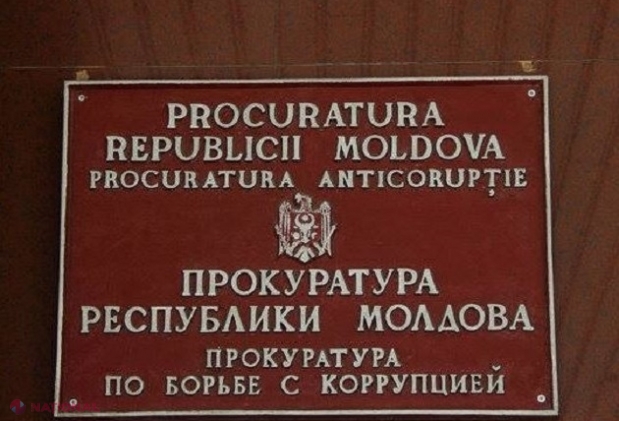 PROCURATURA
REPUBLICII MOLDOVA
PROCURATURA ANTICORUPȚIE
ПРОКУРАТУРА
РЕСПУБЛИКИ МОЛДОВА
ПРОКУРАТУРА
ПО БОРЬБЕ С КОРРУПЦИЕЙ